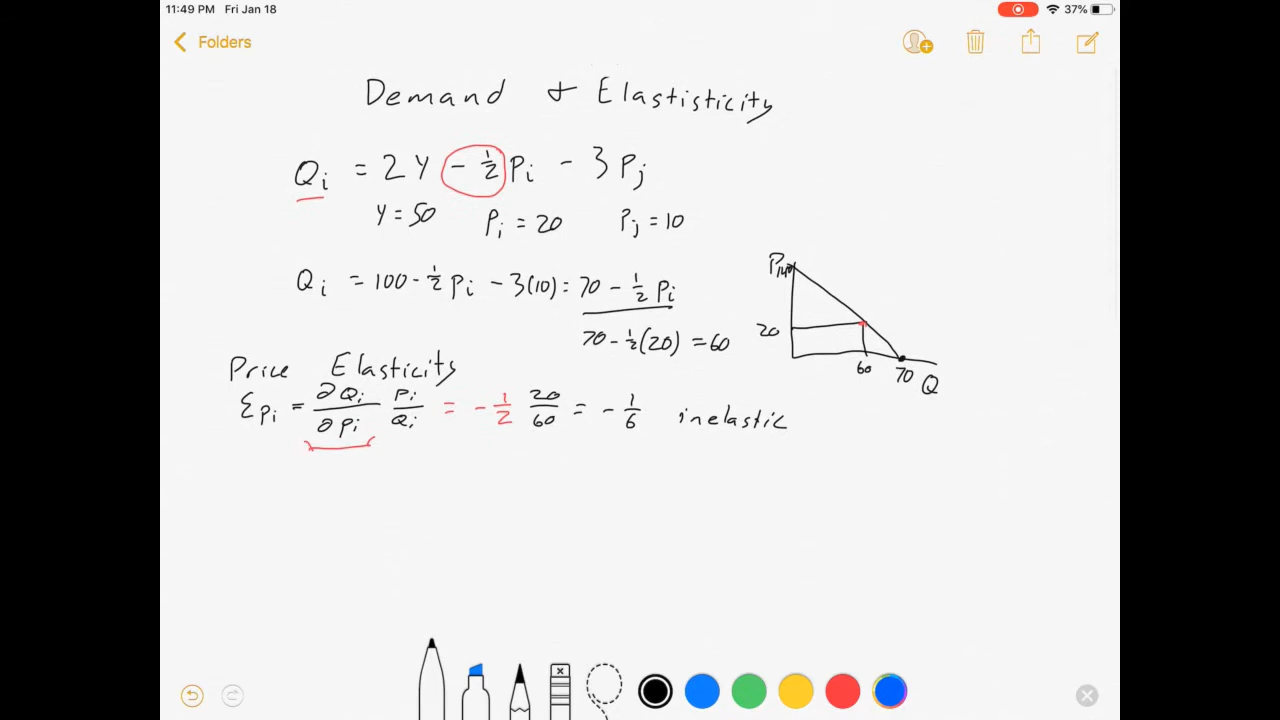 11:49 PM Fri Jan 18
37%
Folders
Demand & Elastisticity
Qi = 2Y - 1/2 Pi - 3Pj
Y = 50 Pi = 20 Pj = 10
Qi = 100 - 1/2 Pi - 3(10) = 70 - 1/2 Pi
70 - 1/2(20) = 60
P 140
20
60 70 Q
Price Elasticity
Ɛpi = ∂Qi/∂Pi Pi/Qi = - 1/2 20/60 = - 1/6 inelastic